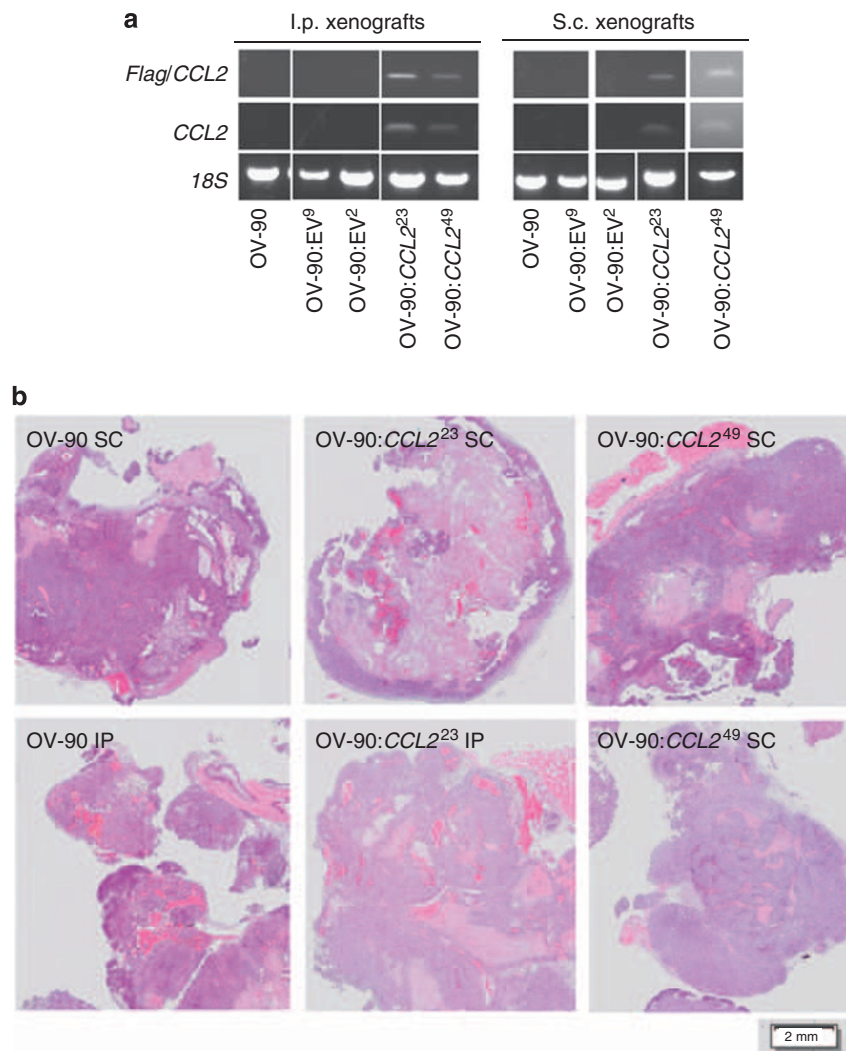 a
I.p. xenografts S.c. xenografts
Flag/CCL2
CCL2
18S
OV-90 OV-90:EV⁹ OV-90:EV² OV-90:CCL2²³ OV-90:CCL2⁴⁹ OV-90 OV-90:EV⁹ OV-90:EV² OV-90:CCL2²³ OV-90:CCL2⁴⁹
b
OV-90 SC OV-90:CCL2²³ SC OV-90:CCL2⁴⁹ SC
OV-90 IP OV-90:CCL2²³ IP OV-90:CCL2⁴⁹ SC
2 mm